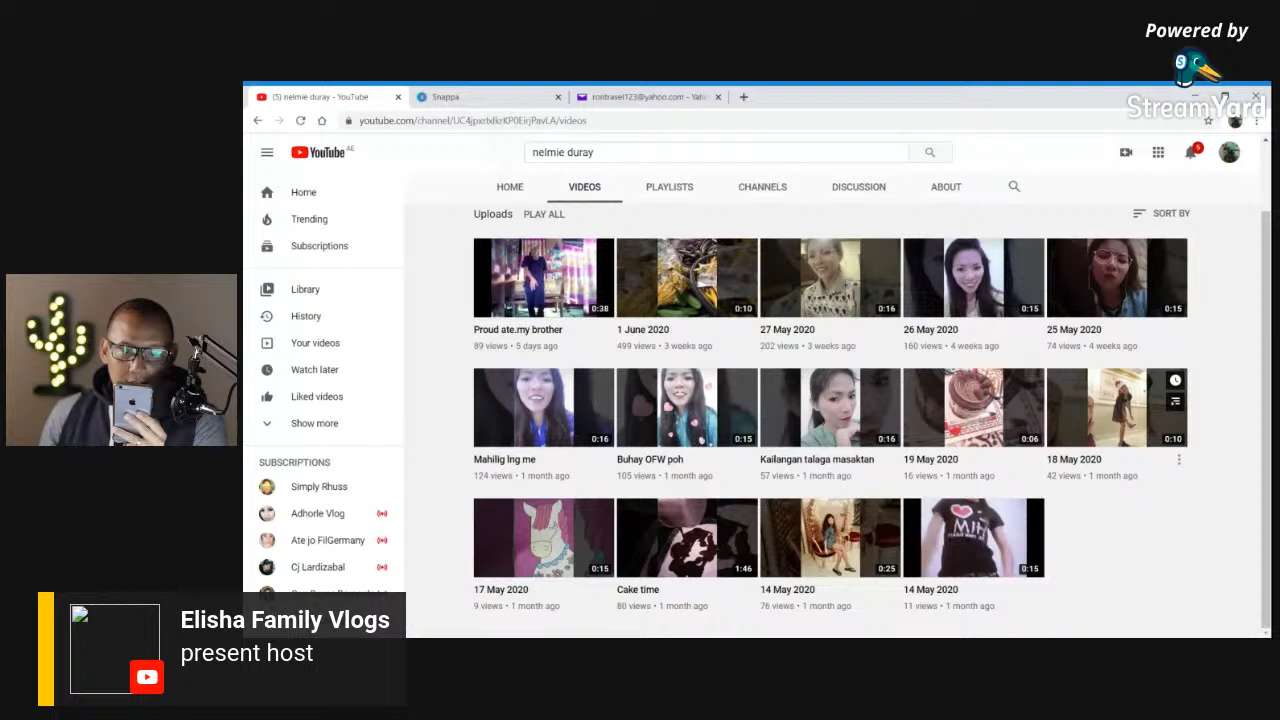 Powered by
StreamYard
(5) nelmie duray - YouTube
Snappa
youtube.com/channel/
YouTube AE
nelmie duray
5
HOME
VIDEOS
PLAYLISTS
CHANNELS
DISCUSSION
ABOUT
Uploads
PLAY ALL
SORT BY
Home
Trending
Subscriptions
Library
History
Your videos
Watch later
Liked videos
Show more
SUBSCRIPTIONS
Simply Rhuss
Adhorle Vlog
Ate jo FilGermany
Cj Lardizabal
0:38
0:10
0:16
0:15
0:15
Proud ate.my brother
1 June 2020
27 May 2020
26 May 2020
25 May 2020
89 views • 5 days ago
499 views • 3 weeks ago
202 views • 3 weeks ago
160 views • 4 weeks ago
74 views • 4 weeks ago
0:16
0:15
0:16
0:06
0:10
Mahilig lng me
Buhay OFW poh
Kailangan talaga masaktan
19 May 2020
18 May 2020
124 views • 1 month ago
105 views • 1 month ago
57 views • 1 month ago
16 views • 1 month ago
42 views • 1 month ago
0:15
1:46
0:25
0:15
17 May 2020
Cake time
14 May 2020
14 May 2020
9 views • 1 month ago
80 views • 1 month ago
76 views • 1 month ago
11 views • 1 month ago
Elisha Family Vlogs
present host